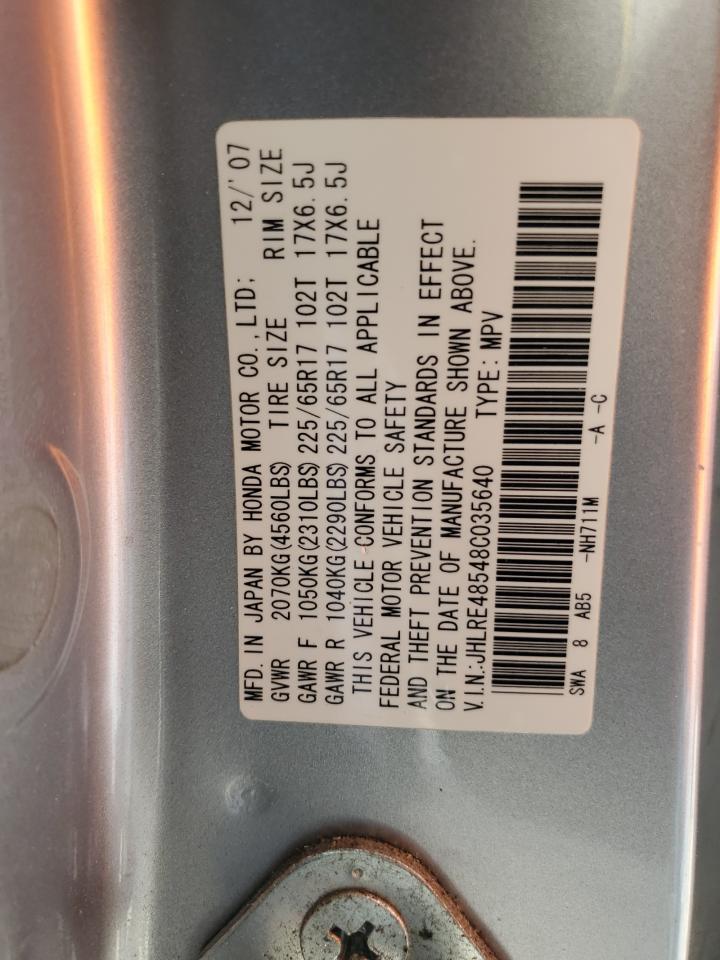 MFD. IN JAPAN BY HONDA MOTOR CO., LTD; 12/'07
GVWR 2070KG(4560LBS) TIRE SIZE RIM SIZE
GAWR F 1050KG(2310LBS) 225/65R17 102T 17X6.5J
GAWR R 1040KG(2290LBS) 225/65R17 102T 17X6.5J
THIS VEHICLE CONFORMS TO ALL APPLICABLE
FEDERAL MOTOR VEHICLE SAFETY
AND THEFT PREVENTION STANDARDS IN EFFECT
ON THE DATE OF MANUFACTURE SHOWN ABOVE.
V.I.N.:JHLRE48548C035640 TYPE: MPV
SWA 8 AB5 -NH711M -A -C